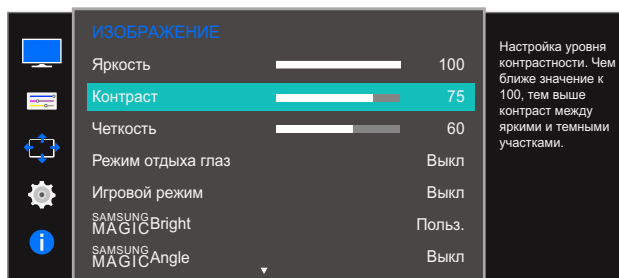 ИЗОБРАЖЕНИЕ
Яркость 100
Контраст 75
Четкость 60
Режим отдыха глаз Выкл
Игровой режим Выкл
SAMSUNG MAGIC Bright Польз.
SAMSUNG MAGIC Angle Выкл
Настройка уровня
контрастности. Чем
ближе значение к
100, тем выше
контраст между
яркими и темными
участками.